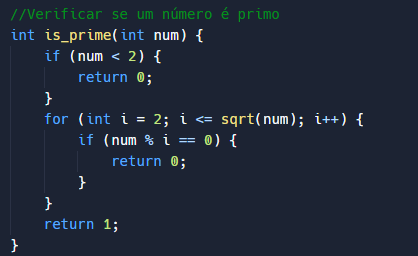 //Verificar se um número é primo
int is_prime(int num) {
    if (num < 2) {
        return 0;
    }
    for (int i = 2; i <= sqrt(num); i++) {
        if (num % i == 0) {
            return 0;
        }
    }
    return 1;
}